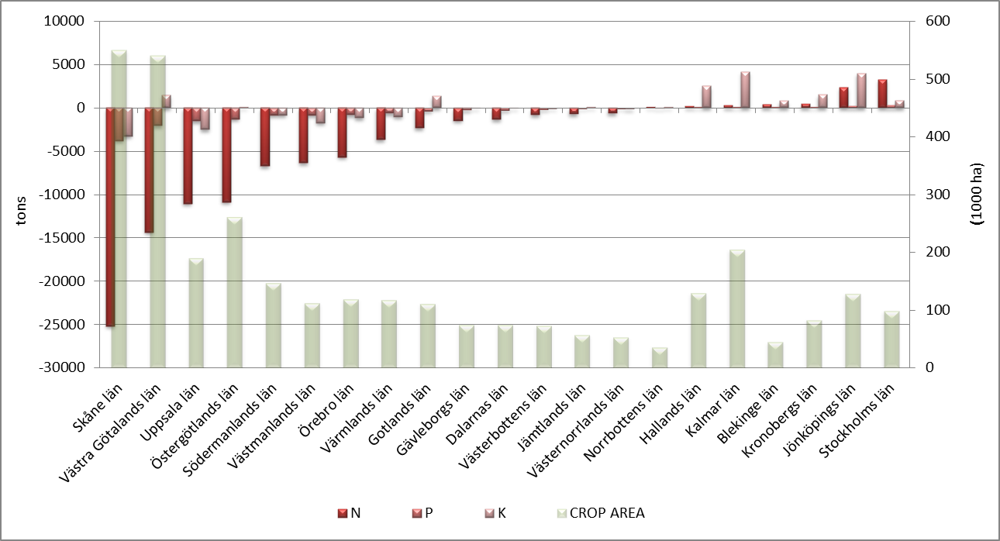 10000
5000
0
-5000
-10000
-15000
-20000
-25000
-30000
tons
600
500
400
300
200
100
0
(1000 ha)
Skåne län
Västra Götalands län
Uppsala län
Östergötlands län
Södermanlands län
Västmanlands län
Örebro län
Värmlands län
Gotlands län
Gävleborgs län
Dalarnas län
Västerbottens län
Jämtlands län
Västernorrlands län
Norrbottens län
Hallands län
Kalmar län
Blekinge län
Kronobergs län
Jönköpings län
Stockholms län
N P K CROP AREA